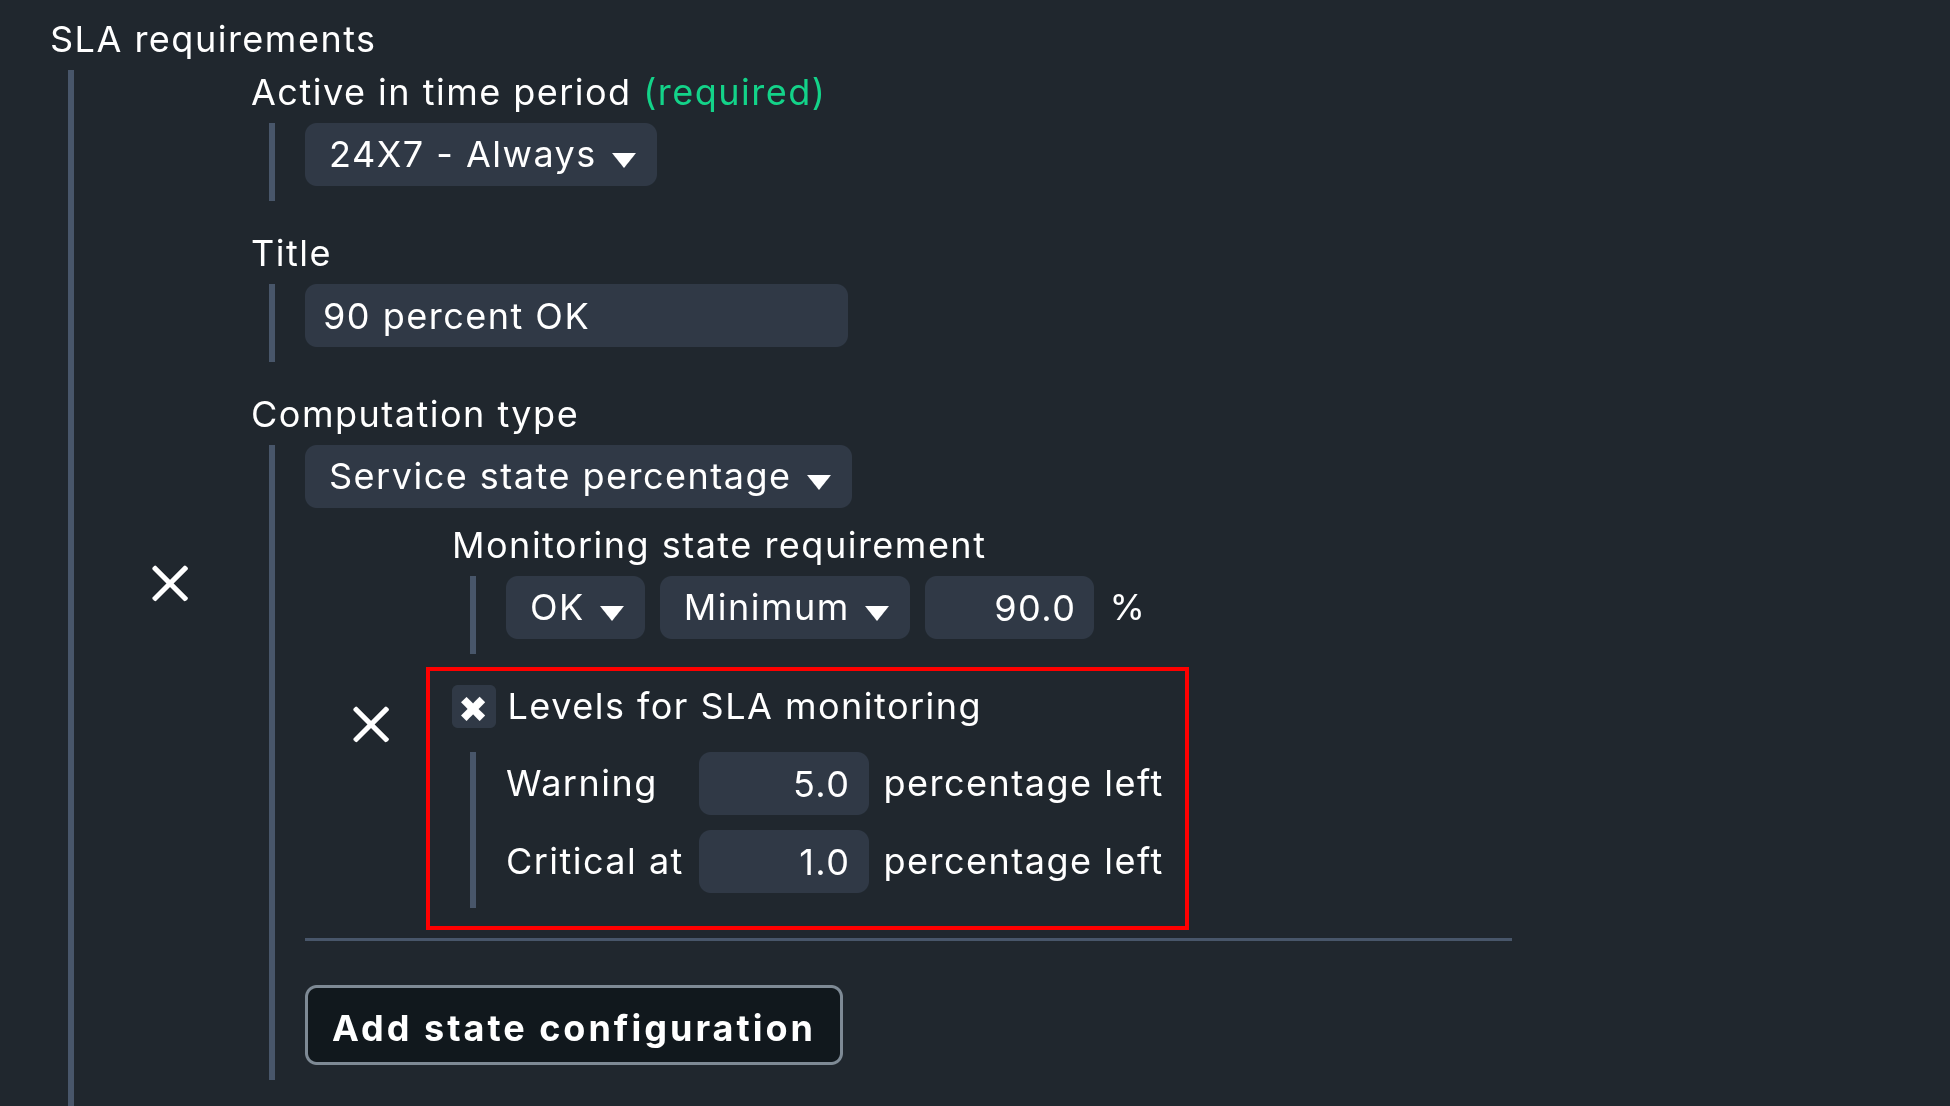 SLA requirements
Active in time period (required)
24X7 - Always
Title
90 percent OK
Computation type
Service state percentage
Monitoring state requirement
OK Minimum 90.0 %
Levels for SLA monitoring
Warning 5.0 percentage left
Critical at 1.0 percentage left
Add state configuration